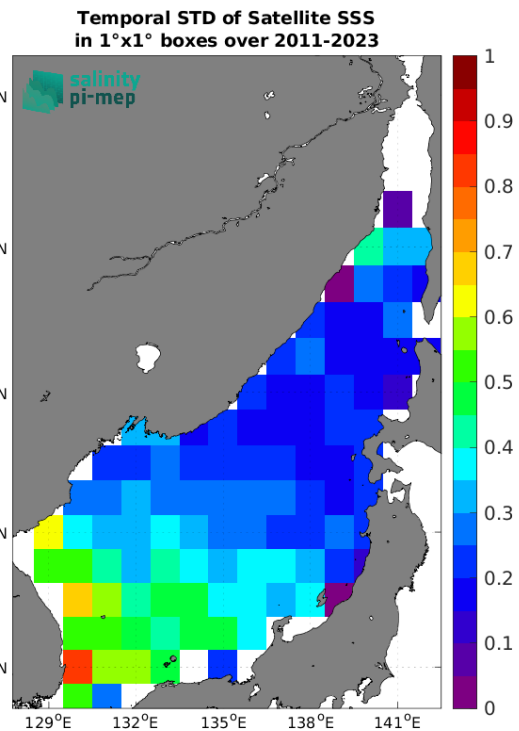 Temporal STD of Satellite SSS
in 1°x1° boxes over 2011-2023
salinity
pi-mep
N
N
N
N
N
1
0.9
0.8
0.7
0.6
0.5
0.4
0.3
0.2
0.1
0
129°E 132°E 135°E 138°E 141°E